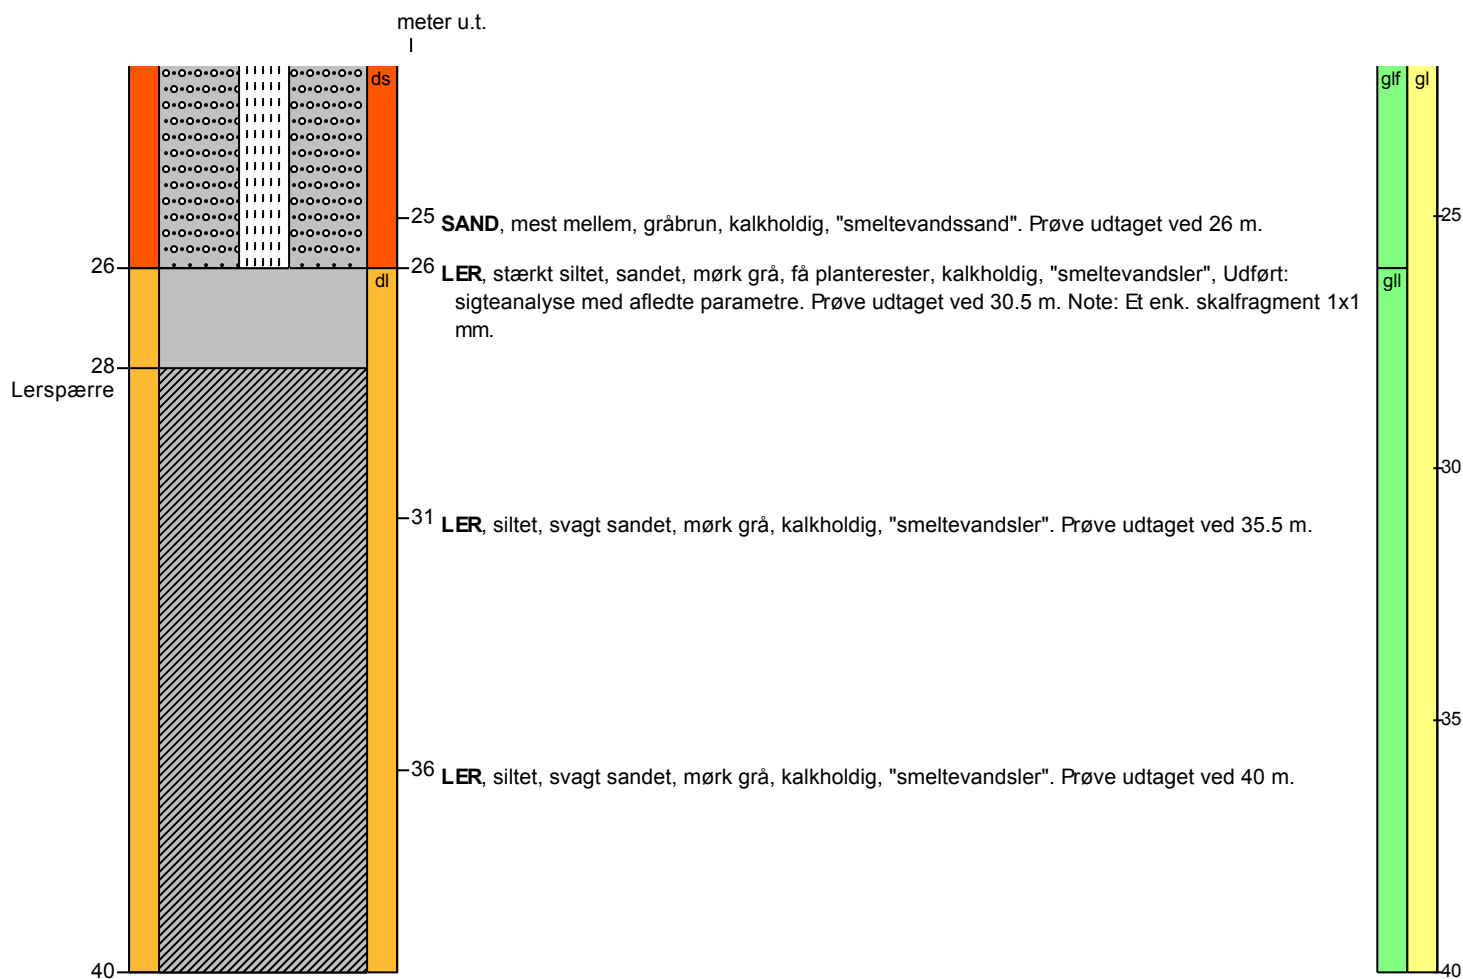 meter u.t.
ds
glf gl
25 SAND, mest mellem, gråbrun, kalkholdig, "smeltevandssand". Prøve udtaget ved 26 m.
25
26
26 LER, stærkt siltet, sandet, mørk grå, få planterester, kalkholdig, "smeltevandsler", Udført:
dl
gll
sigteanalyse med afledte parametre. Prøve udtaget ved 30.5 m. Note: Et enk. skalfragment 1x1
mm.
28
Lerspærre
30
31 LER, siltet, svagt sandet, mørk grå, kalkholdig, "smeltevandsler". Prøve udtaget ved 35.5 m.
35
36 LER, siltet, svagt sandet, mørk grå, kalkholdig, "smeltevandsler". Prøve udtaget ved 40 m.
40
40